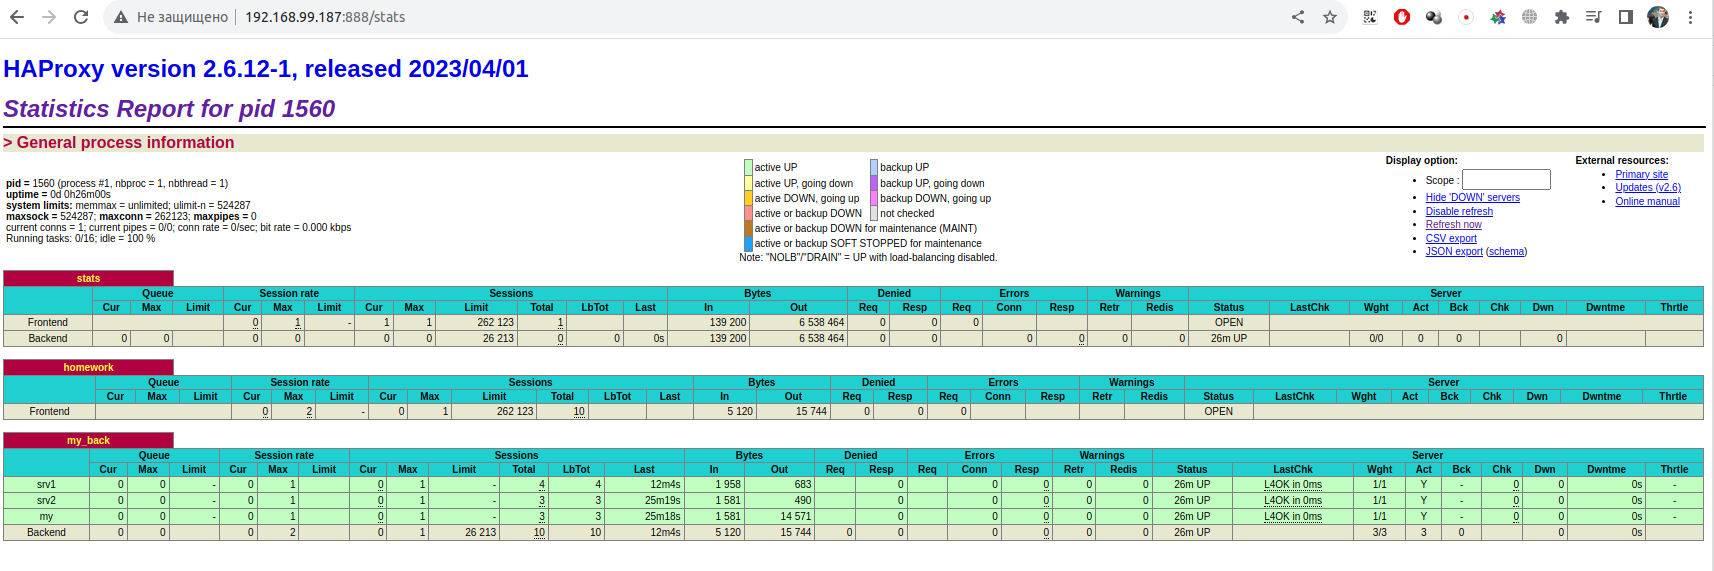 Не защищено 192.168.99.187:888/stats
HAProxy version 2.6.12-1, released 2023/04/01
Statistics Report for pid 1560
> General process information
pid = 1560 (process #1, nbproc = 1, nbthread = 1)
uptime = 0d 0h26m00s
system limits: memmax = unlimited; ulimit-n = 524287
maxsock = 524287; maxconn = 262123; maxpipes = 0
current conns = 1; current pipes = 0/0; conn rate = 0/sec; bit rate = 0.000 kbps
Running tasks: 0/16; idle = 100 %
active UP backup UP
active UP, going down backup UP, going down
active DOWN, going up backup DOWN, going up
active or backup DOWN not checked
active or backup DOWN for maintenance (MAINT)
active or backup SOFT STOPPED for maintenance
Note: "NOLB"/"DRAIN" = UP with load-balancing disabled.
Display option:
Scope :
Hide 'DOWN' servers
Disable refresh
Refresh now
CSV export
JSON export (schema)
External resources:
Primary site
Updates (v2.6)
Online manual
stats
Queue Session rate Sessions Bytes Denied Errors Warnings Server
Cur Max Limit Cur Max Limit Cur Max Limit Total LbTot Last In Out Req Resp Req Conn Resp Retr Redis Status LastChk Wght Act Bck Chk Dwn Dwntme Thrtle
Frontend 0 1 - 1 1 262 123 1 139 200 6 538 464 0 0 0 OPEN
Backend 0 0 0 0 0 0 26 213 0 0 0s 139 200 6 538 464 0 0 0 0 0 0 26m UP 0/0 0 0 0
homework
Queue Session rate Sessions Bytes Denied Errors Warnings Server
Cur Max Limit Cur Max Limit Cur Max Limit Total LbTot Last In Out Req Resp Req Conn Resp Retr Redis Status LastChk Wght Act Bck Chk Dwn Dwntme Thrtle
Frontend 0 2 - 0 1 262 123 10 5 120 15 744 0 0 0 OPEN
my_back
Queue Session rate Sessions Bytes Denied Errors Warnings Server
Cur Max Limit Cur Max Limit Cur Max Limit Total LbTot Last In Out Req Resp Req Conn Resp Retr Redis Status LastChk Wght Act Bck Chk Dwn Dwntme Thrtle
srv1 0 0 - 0 1 0 1 - 4 4 12m4s 1 958 683 0 0 0 0 0 26m UP L4OK in 0ms 1/1 Y - 0 0 0s -
srv2 0 0 - 0 1 0 1 - 3 3 25m19s 1 581 490 0 0 0 0 0 26m UP L4OK in 0ms 1/1 Y - 0 0 0s -
my 0 0 - 0 1 0 1 - 3 3 25m18s 1 581 14 571 0 0 0 0 0 26m UP L4OK in 0ms 1/1 Y - 0 0 0s -
Backend 0 0 0 2 0 1 26 213 10 10 12m4s 5 120 15 744 0 0 0 0 0 0 26m UP 3/3 3 0 0 0s